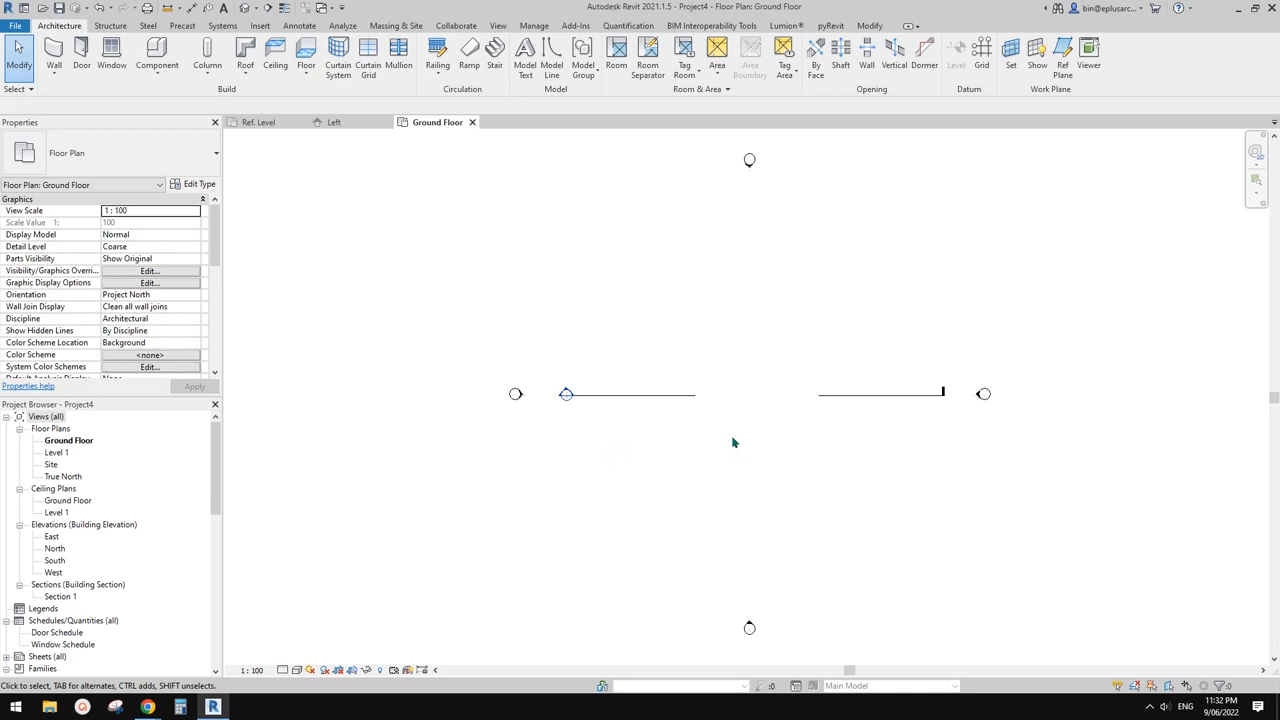 Autodesk Revit 2021.1.5 - Project4 - Floor Plan: Ground Floor
bin@eplusarc...
File Architecture Structure Steel Precast Systems Insert Annotate Analyze Massing & Site Collaborate View Manage Add-Ins Quantification BIM Interoperability Tools Lumion® pyRevit Modify
Modify Wall Door Window Component Column Roof Ceiling Floor Curtain System Curtain Grid Mullion Railing Ramp Stair Model Text Model Line Model Group Room Room Separator Tag Room Area Area Boundary Tag Area By Face Shaft Wall Vertical Dormer Level Grid Set Show Ref Plane Viewer
Select Build Circulation Model Room & Area Opening Datum Work Plane
Properties
Ref. Level Left Ground Floor
Floor Plan
Floor Plan: Ground Floor Edit Type
Graphics
View Scale 1 : 100
Scale Value 1: 100
Display Model Normal
Detail Level Coarse
Parts Visibility Show Original
Visibility/Graphics Overri... Edit...
Graphic Display Options Edit...
Orientation Project North
Wall Join Display Clean all wall joins
Discipline Architectural
Show Hidden Lines By Discipline
Color Scheme Location Background
Color Scheme <none>
System Color Schemes Edit...
Properties help Apply
Project Browser - Project4
Views (all)
Floor Plans
Ground Floor
Level 1
Site
True North
Ceiling Plans
Ground Floor
Level 1
Elevations (Building Elevation)
East
North
South
West
Sections (Building Section)
Section 1
Legends
Schedules/Quantities (all)
Door Schedule
Window Schedule
Sheets (all)
Families
1 : 100
Click to select, TAB for alternates, CTRL adds, SHIFT unselects.
:0 Main Model :0
11:32 PM
9/06/2022